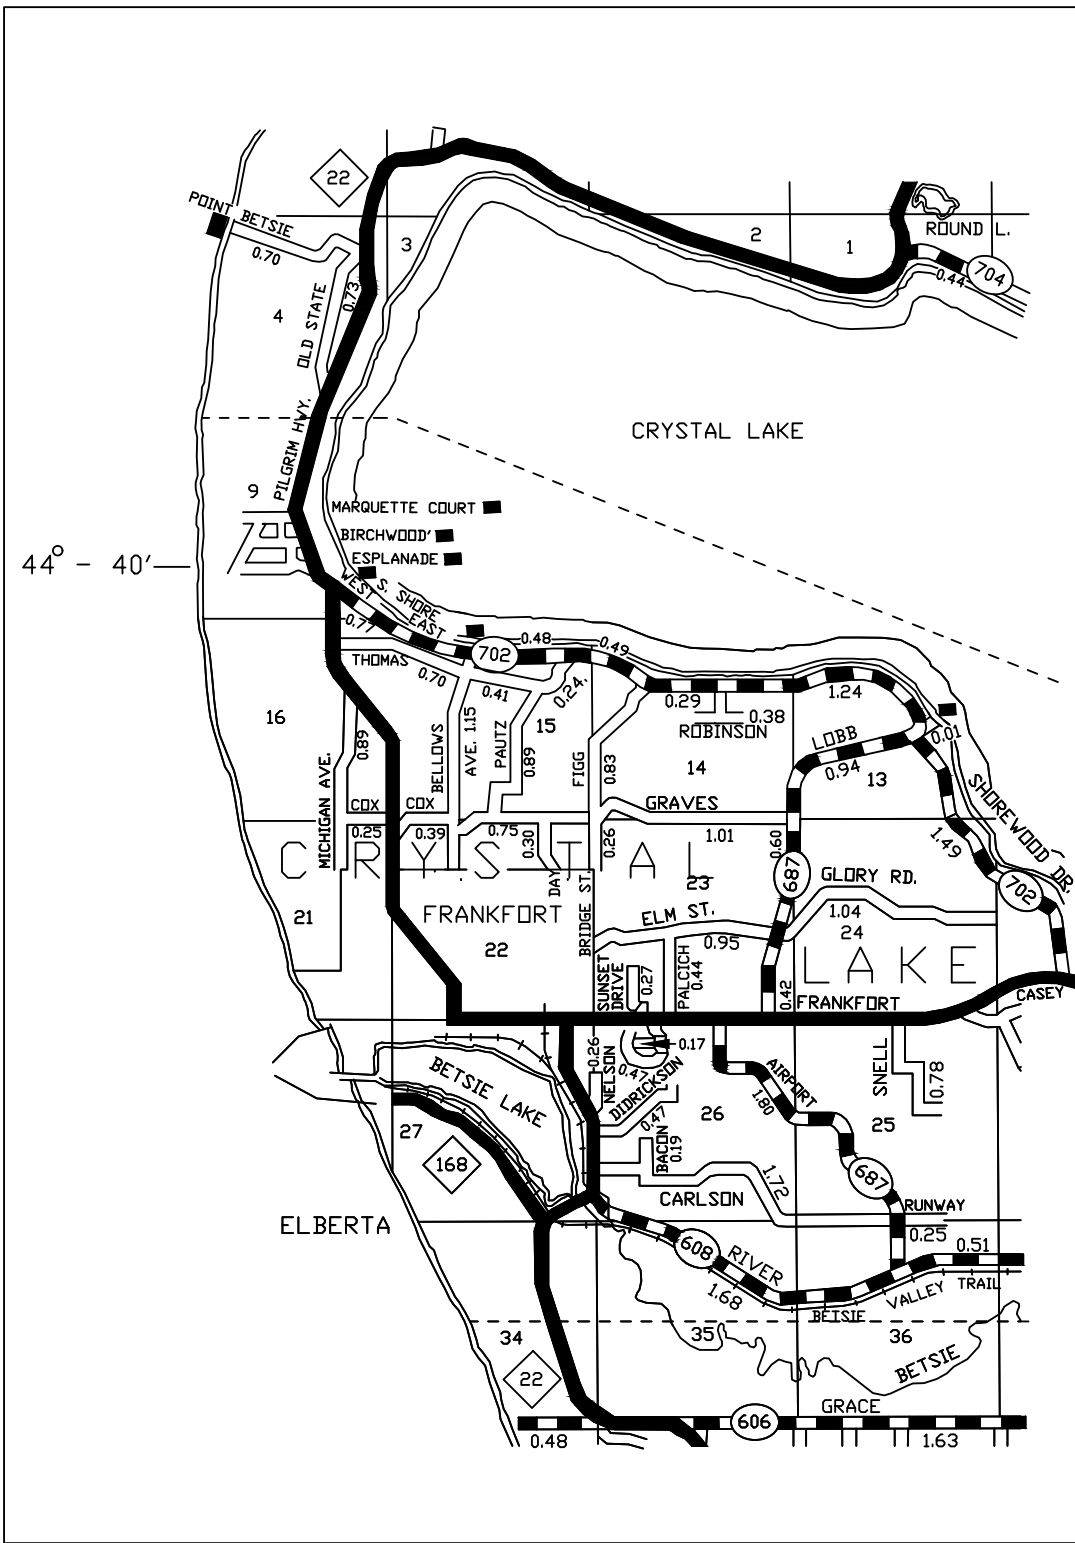 22
POINT BETSIE
0.70
3
2
1
ROUND L.
704
0.44
0.73
4
OLD STATE
PILGRIM HWY.
CRYSTAL LAKE
9
MARQUETTE COURT
BIRCHWOOD'
ESPLANADE
44° - 40'
WEST
S. SHORE
EAST
0.77
702
0.48
0.49
THOMAS
0.70
0.41
0.24.
0.29
0.38
ROBINSON
1.24
LOBB
0.94
0.01
16
15
14
13
MICHIGAN AVE.
0.89
BELLOWS
AVE. 1.15
PAUTZ
0.89
FIGG
0.83
SHOREWOOD DR.
COX
COX
0.25
0.39
0.75
0.30
0.26
GRAVES
1.01
0.60
1.49
CRYSTAL
LAKE
DAY
BRIDGE ST.
23
687
GLORY RD.
702
21
FRANKFORT
22
ELM ST.
0.95
1.04
24
SUNSET
DRIVE
0.27
PALCICH
0.44
0.42
FRANKFORT
CASEY
BETSIE LAKE
0.26
NELSON
0.17
0.47
DIDRICKSON
0.47
AIRPORT
1.80
SNELL
0.78
27
168
BACON
0.19
26
25
687
1.72
CARLSON
RUNWAY
0.25
ELBERTA
608
RIVER
1.68
0.51
BETSIE
VALLEY
TRAIL
34
35
36
BETSIE
22
GRACE
606
0.48
1.63